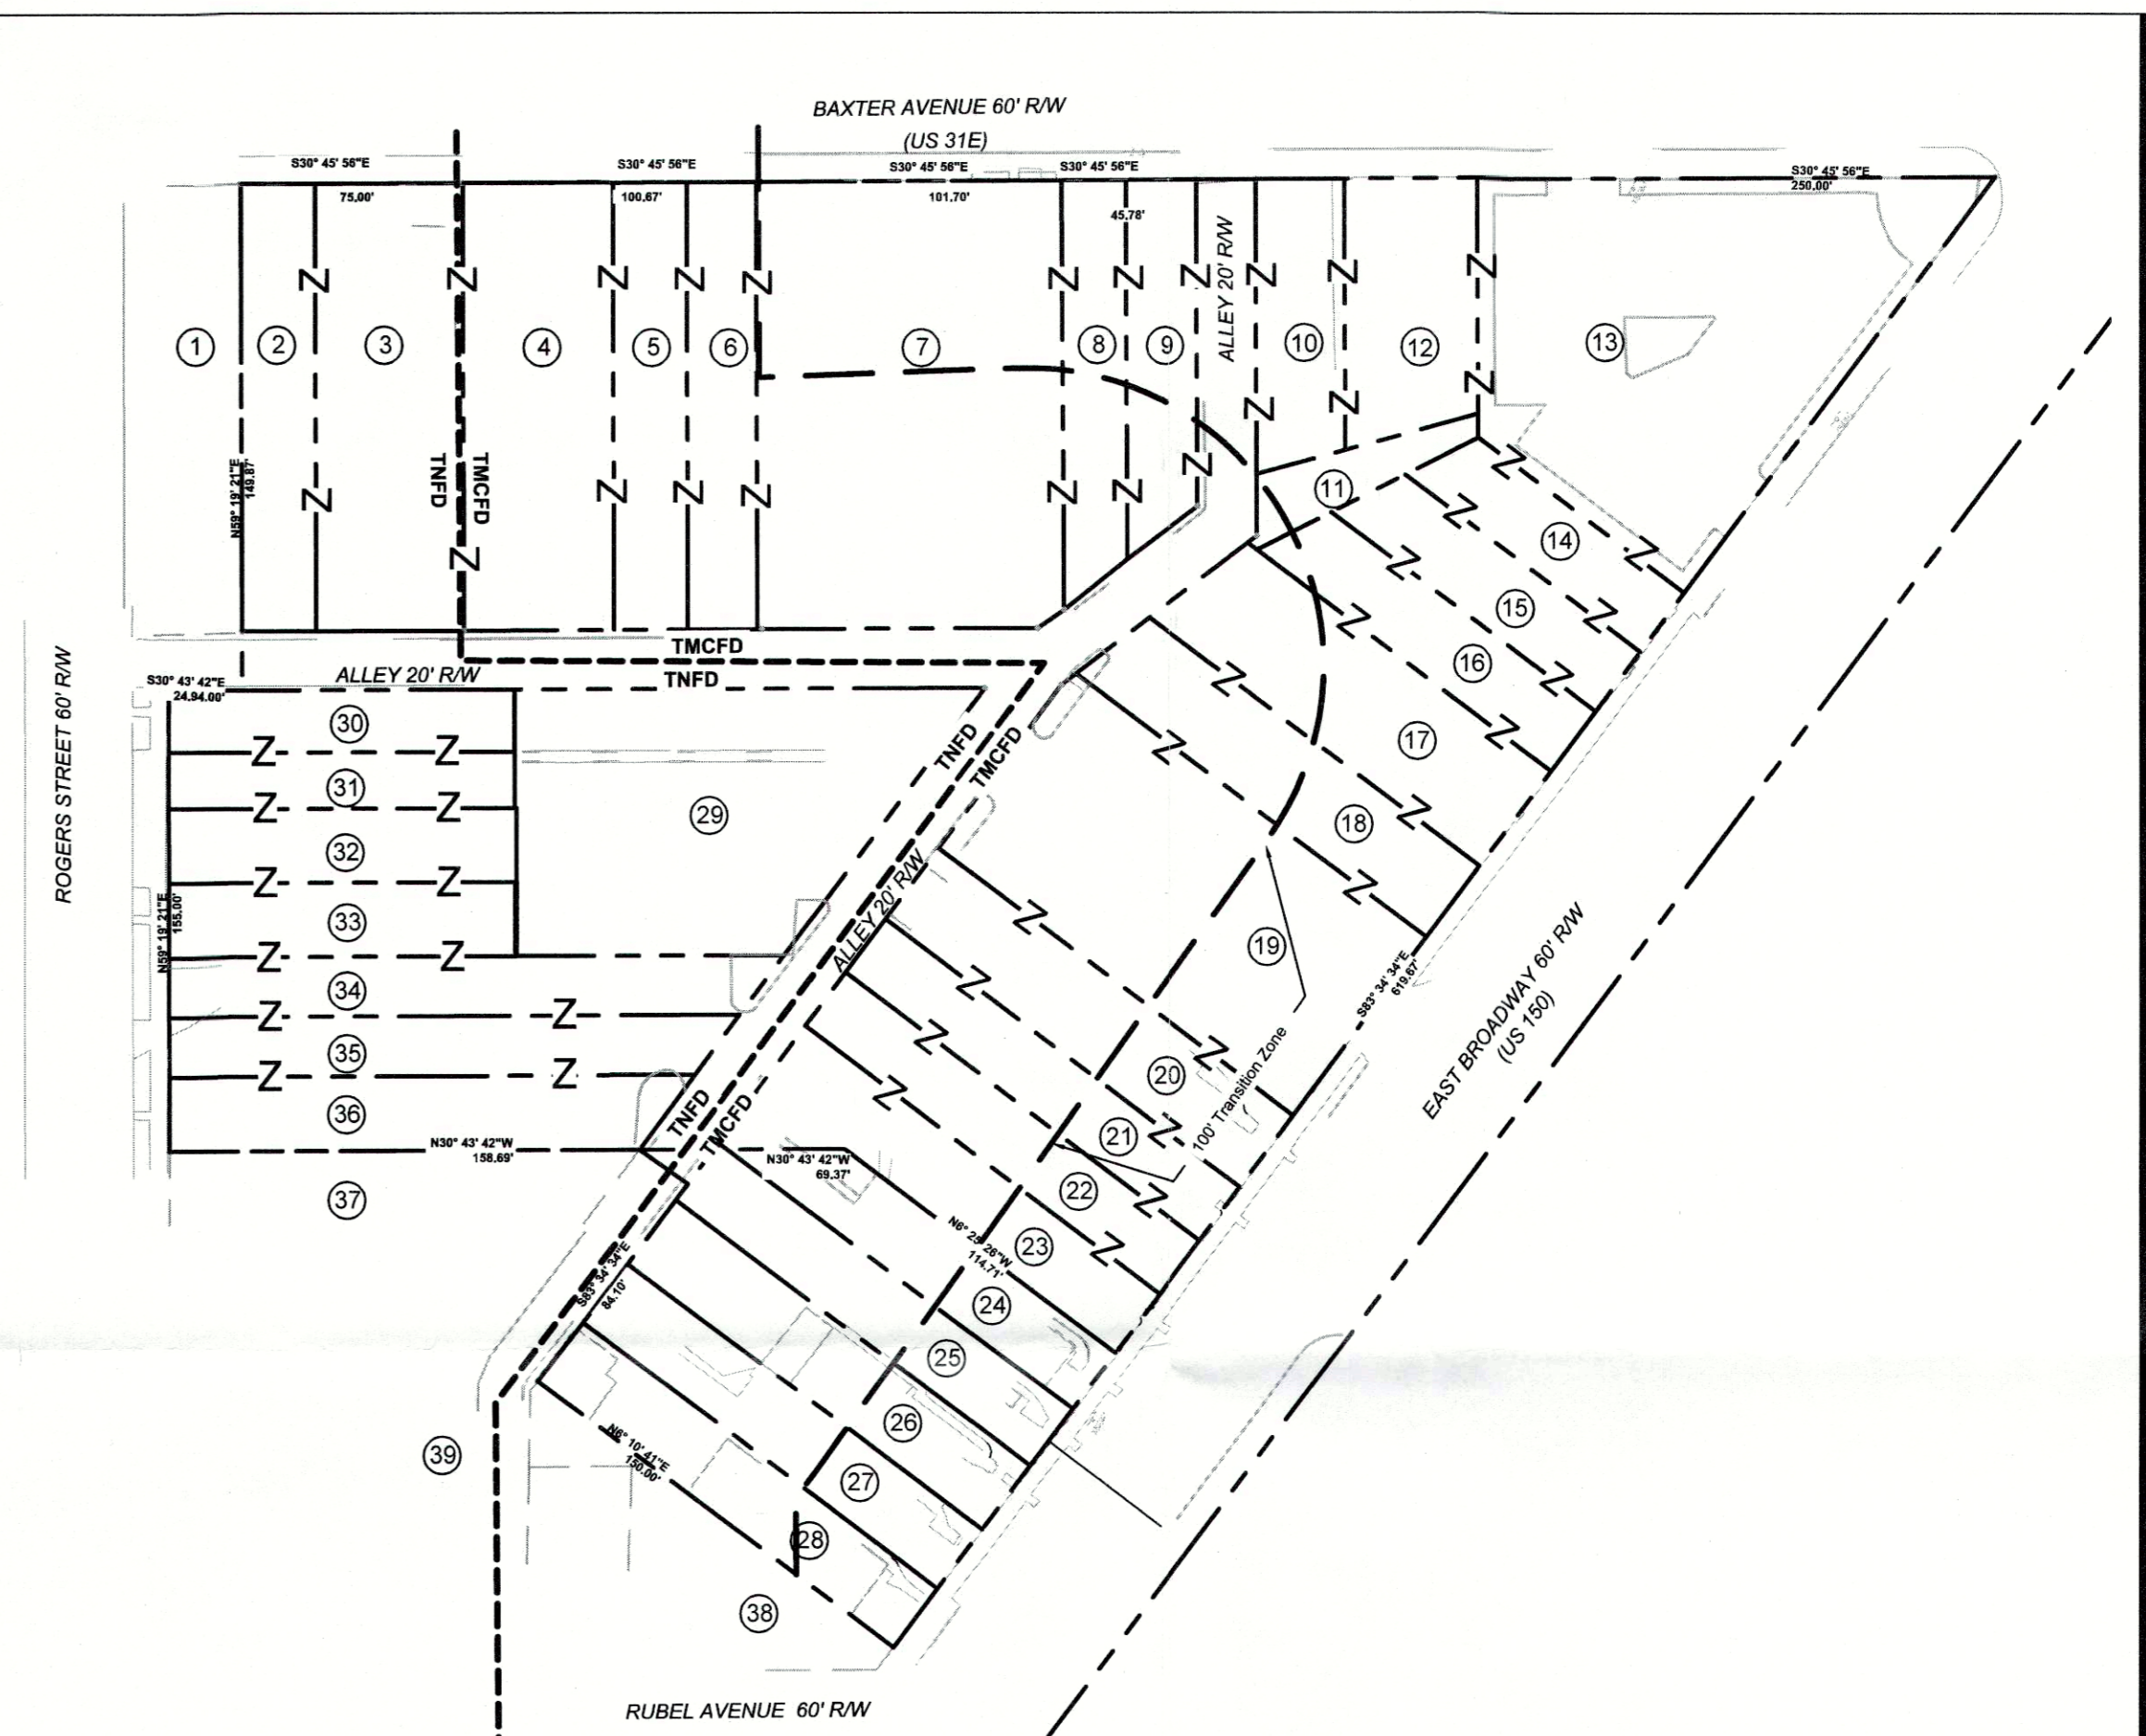 BAXTER AVENUE 60' R/W
(US 31E)
S30° 45' 56"E
75.00'
S30° 45' 56"E
100.67'
S30° 45' 56"E
101.70'
S30° 45' 56"E
45.78'
S30° 45' 56"E
250.00'
ALLEY 20' R/W
1
2
3
4
5
6
7
8
9
10
12
13
N59° 19' 21"E
149.87'
TNFD
TMCFD
11
14
15
16
17
18
TMCFD
TNFD
ALLEY 20' R/W
S30° 43' 42"E
24.94.00'
ROGERS STREET 60' R/W
30
31
32
33
34
35
36
29
N59° 19' 21"E
155.00'
TNFD
TMCFD
ALLEY 20' R/W
19
S83° 34' 34"E
619.67'
EAST BROADWAY 60' R/W
(US 150)
100' Transition Zone
20
21
22
23
24
25
26
27
28
TNFD
TMCFD
N30° 43' 42"W
158.69'
N30° 43' 42"W
69.37'
N6° 25' 26"W
114.71'
37
S83° 34' 34"E
84.10'
39
N6° 10' 41"E
150.00'
38
RUBEL AVENUE 60' R/W